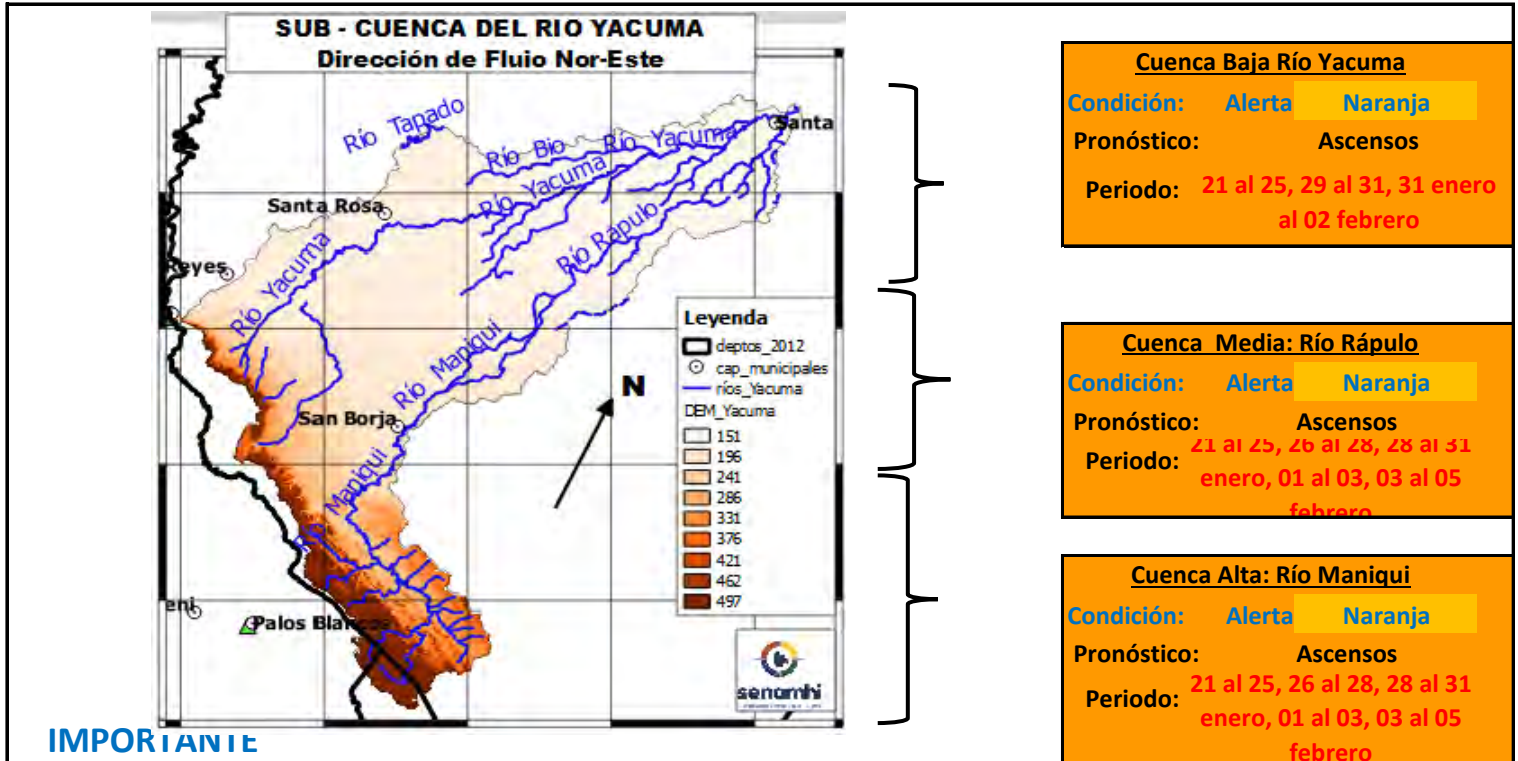 SUB - CUENCA DEL RIO YACUMA
Dirección de Flujo Nor-Este
Río Tapado
Santa
Río Bio Río Yacuma
Río Yacuma
Santa Rosa
Río Rápulo
Reyes
Río Yacuma
Río Maniqui
San Borja
Río Maniqui
eni
Palos Blancos
N
Leyenda
deptos_2012
cap_municipales
ríos_Yacuma
DEM_Yacuma
151
196
241
286
331
376
421
462
497
senamhi
Cuenca Baja Río Yacuma
Condición: Alerta Naranja
Pronóstico: Ascensos
Periodo: 21 al 25, 29 al 31, 31 enero
al 02 febrero
Cuenca Media: Río Rápulo
Condición: Alerta Naranja
Pronóstico: Ascensos
Periodo: 21 al 25, 26 al 28, 28 al 31
enero, 01 al 03, 03 al 05
febrero
Cuenca Alta: Río Maniqui
Condición: Alerta Naranja
Pronóstico: Ascensos
Periodo: 21 al 25, 26 al 28, 28 al 31
enero, 01 al 03, 03 al 05
febrero
IMPORTANTE